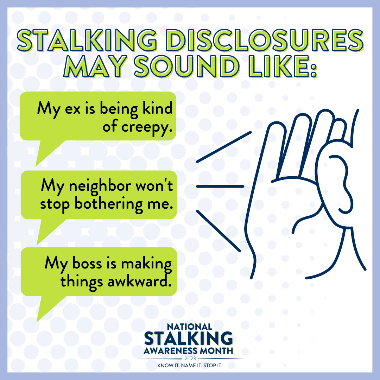 STALKING DISCLOSURES
MAY SOUND LIKE:
My ex is being kind
of creepy.
My neighbor won't
stop bothering me.
My boss is making
things awkward.
NATIONAL
STALKING
AWARENESS MONTH
2023
KNOW IT. NAME IT. STOP IT.